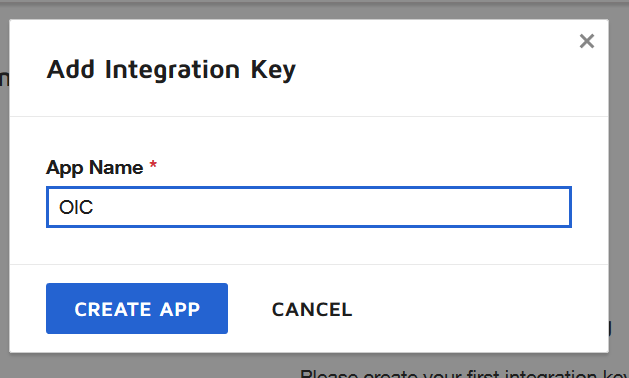 Add Integration Key
App Name *
OIC
CREATE APP
CANCEL
Please create your first integration key